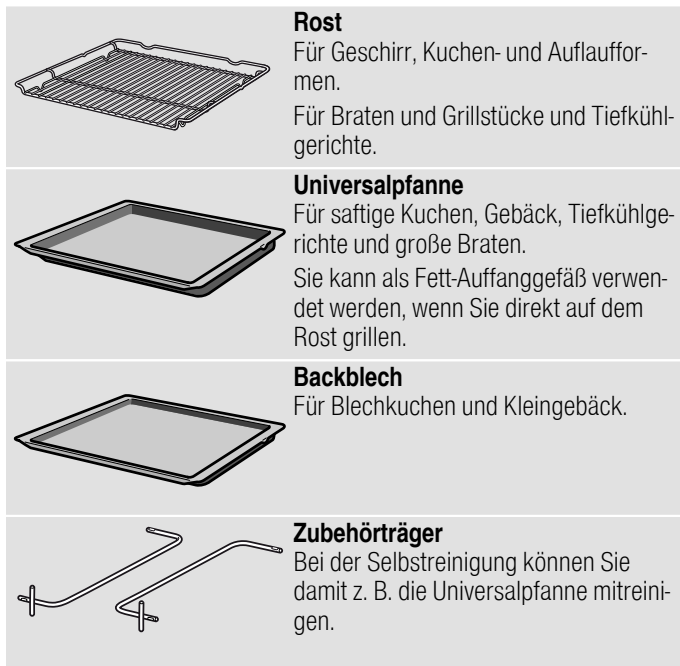 Rost
Für Geschirr, Kuchen- und Auflauffor-
men.
Für Braten und Grillstücke und Tiefkühl-
gerichte.
Universalpfanne
Für saftige Kuchen, Gebäck, Tiefkühlge-
richte und große Braten.
Sie kann als Fett-Auffanggefäß verwen-
det werden, wenn Sie direkt auf dem
Rost grillen.
Backblech
Für Blechkuchen und Kleingebäck.
Zubehörträger
Bei der Selbstreinigung können Sie
damit z. B. die Universalpfanne mitreini-
gen.